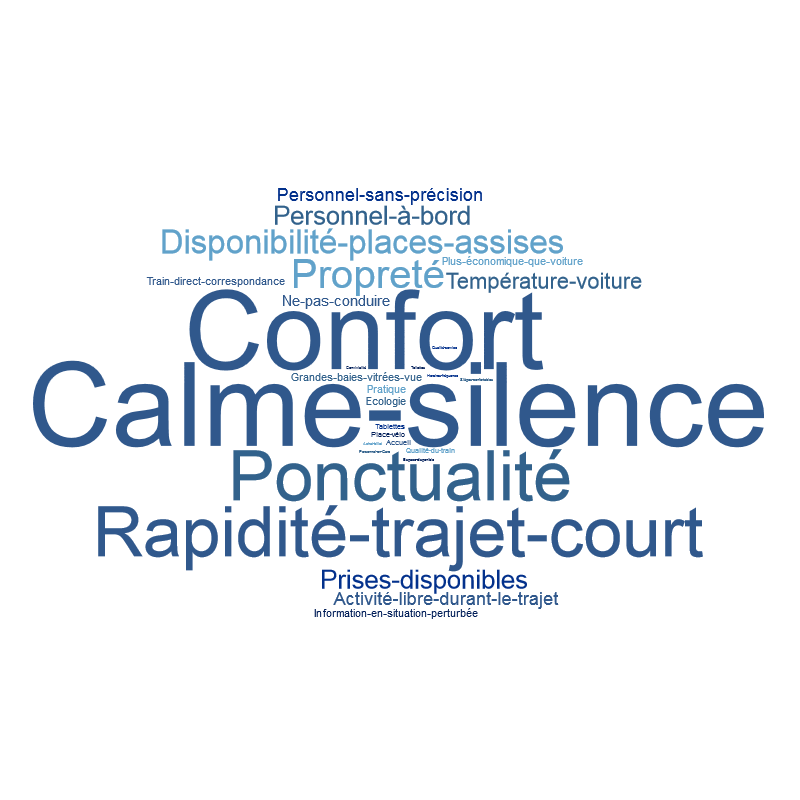 Personnel-sans-précision
Personnel-à-bord
Disponibilité-places-assises
Propreté
Plus-économique-que-voiture
Train-direct-correspondance
Température-voiture
Ne-pas-conduire
Confort
Grandes-baies-vitrées-vue
Pratique
Ecologie
Calme-silence
Tablettes
Place-vélo
Accueil
Qualité-du-train
Ponctualité
Rapidité-trajet-court
Prises-disponibles
Activité-libre-durant-le-trajet
Information-en-situation-perturbée